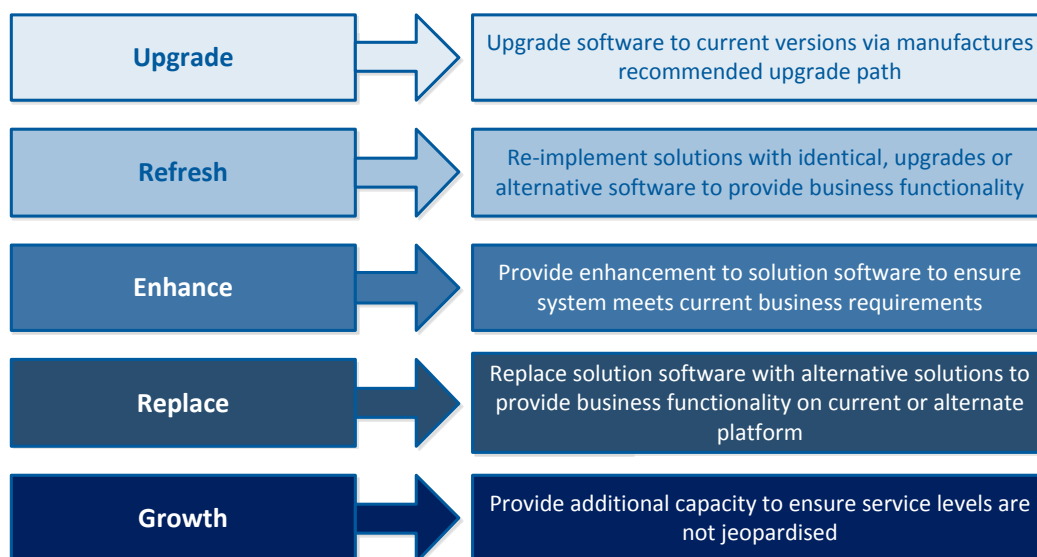 Upgrade
Upgrade software to current versions via manufactures
recommended upgrade path
Refresh
Re-implement solutions with identical, upgrades or
alternative software to provide business functionality
Enhance
Provide enhancement to solution software to ensure
system meets current business requirements
Replace
Replace solution software with alternative solutions to
provide business functionality on current or alternate
platform
Growth
Provide additional capacity to ensure service levels are
not jeopardised